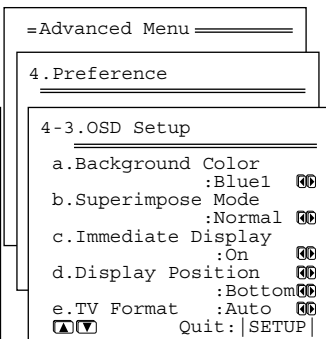 =Advanced Menu
4.Preference
4-3.OSD Setup
a.Background Color
:Blue1
b.Superimpose Mode
:Normal
c.Immediate Display
:On
d.Display Position
:Bottom
e.TV Format :Auto
Quit:|SETUP|